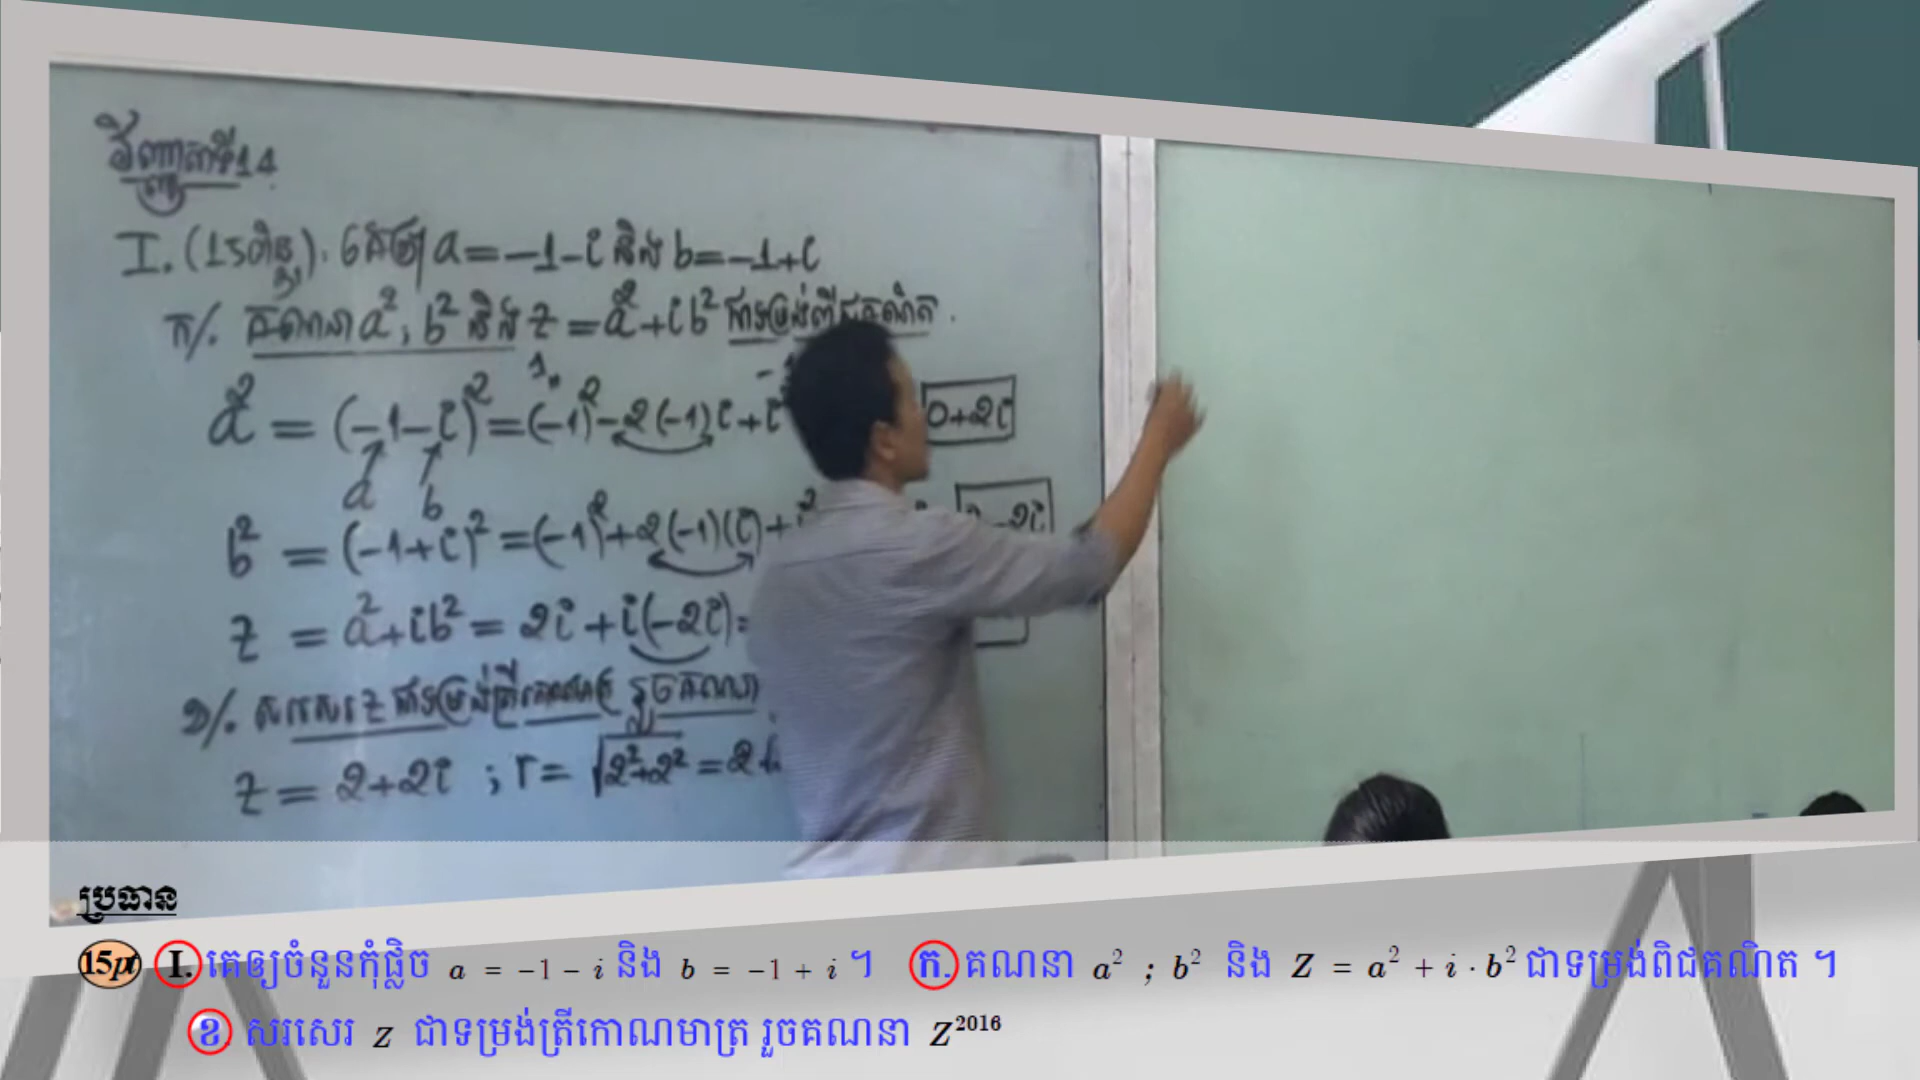 វិញ្ញាសាទី14
I. (15ពិន្ទុ). គេឲ្យ a = -1 - i និង b = -1 + i
ក/. គណនា a², b² និង z = a² + ib² ជាទម្រង់ពីជគណិត.
a² = (-1 - i)² = (-1)² - 2(-1)i + i 0+2i
a b
b² = (-1 + i)² = (-1)² + 2(-1)(i) + i² -2i
z = a² + ib² = 2i + i(-2i) =
ខ/. សរសេរ z ជាទម្រង់ត្រីកោណមាត្រ រួចគណនា
z = 2 + 2i ; r = √2²+2² = 2
ប្រធាន
15pt I. គេឲ្យចំនួនកុំផ្លិច a = -1 - i និង b = -1 + i ។ ក. គណនា a² ; b² និង Z = a² + i · b² ជាទម្រង់ពិជគណិត ។
ខ. សរសេរ Z ជាទម្រង់ត្រីកោណមាត្រ រួចគណនា Z²⁰¹⁶